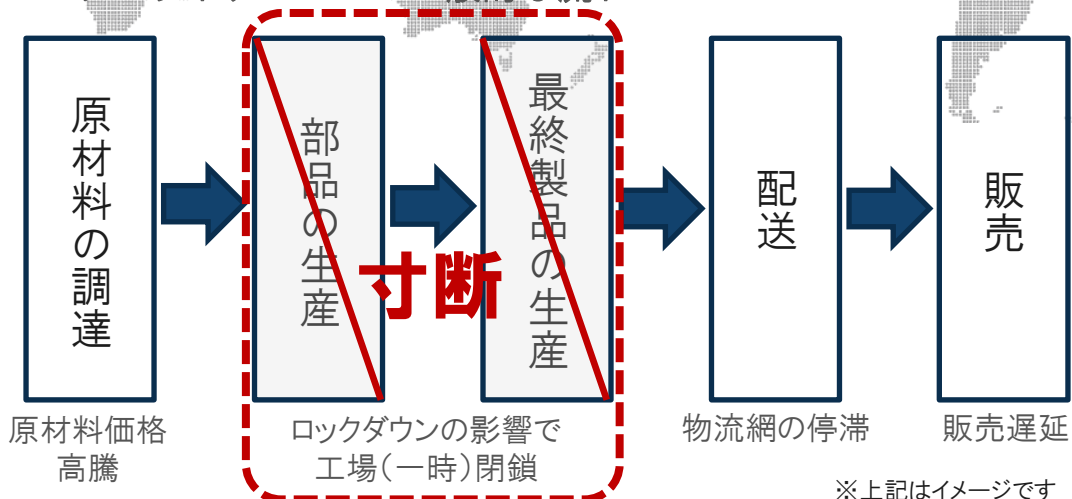 原材料の調達
部品の生産
最終製品の生産
配送
販売
寸断
原材料価格
高騰
ロックダウンの影響で
工場(一時)閉鎖
物流網の停滞
販売遅延
※上記はイメージです